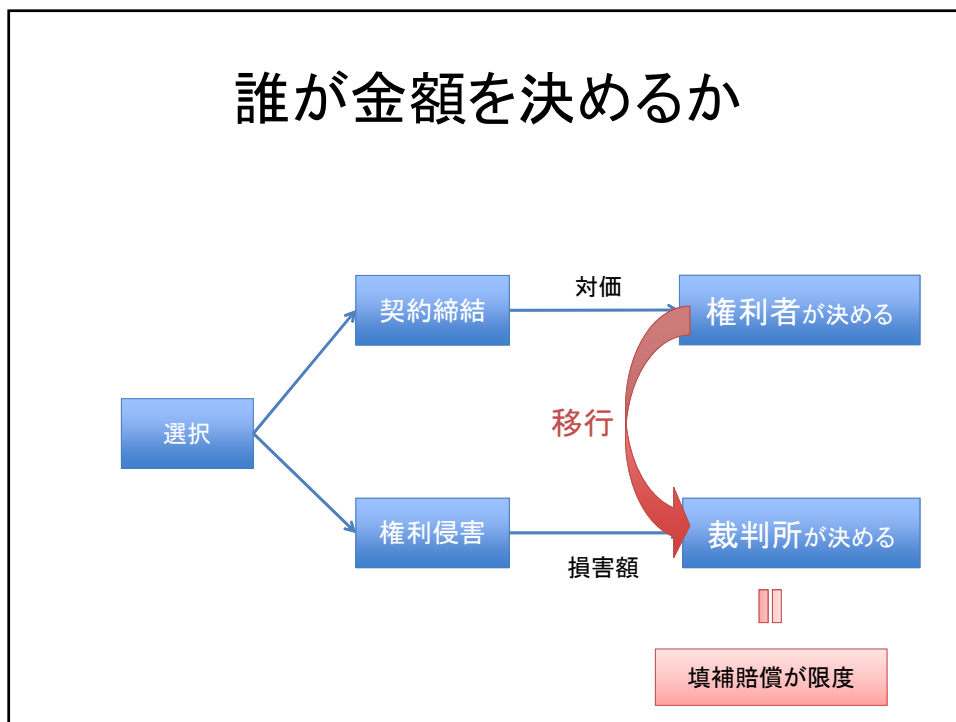 誰が金額を決めるか
契約締結
対価
権利者が決める
選択
移行
権利侵害
損害額
裁判所が決める
填補賠償が限度